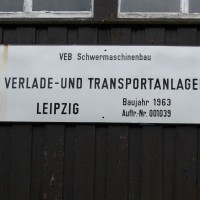 VEB Schwermaschinenbau
VERLADE-UND TRANSPORTANLAGE
LEIPZIG
Baujahr 1963
Auftr.-Nr. 001039